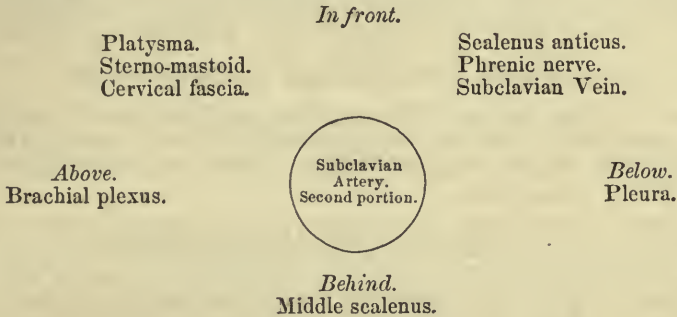 In front.
Platysma.
Sterno-mastoid.
Cervical fascia.
Scalenus anticus.
Phrenic nerve.
Subclavian Vein.
Above.
Brachial plexus.
Subclavian
Artery.
Second portion.
Below.
Pleura.
Behind.
Middle scalenus.